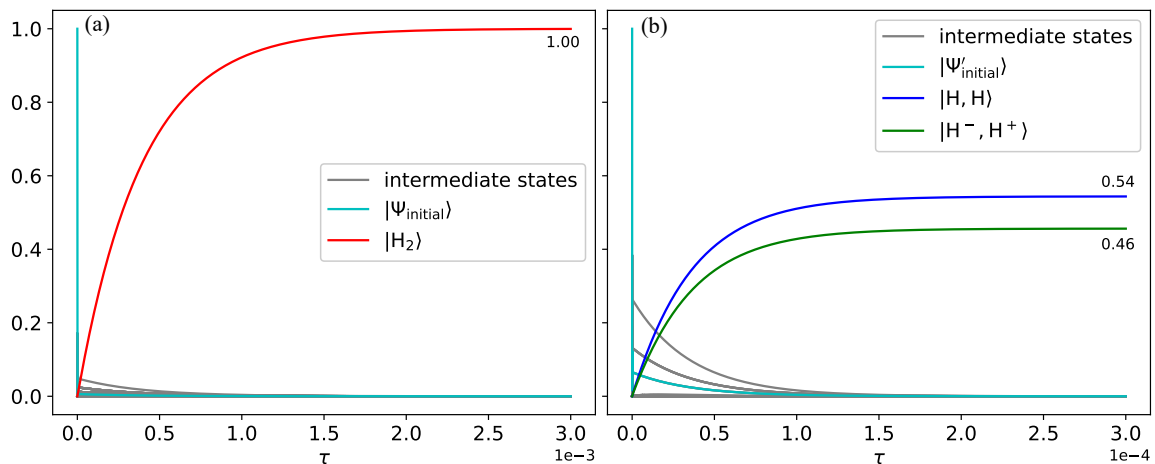 (a)
1.0
0.8
0.6
0.4
0.2
0.0
1.00
intermediate states
|Ψinitial⟩
|H₂⟩
0.0 0.5 1.0 1.5 2.0 2.5 3.0
τ
1e−3
(b)
intermediate states
|Ψ′initial⟩
|H, H⟩
|H⁻, H⁺⟩
0.54
0.46
0.0 0.5 1.0 1.5 2.0 2.5 3.0
τ
1e−4